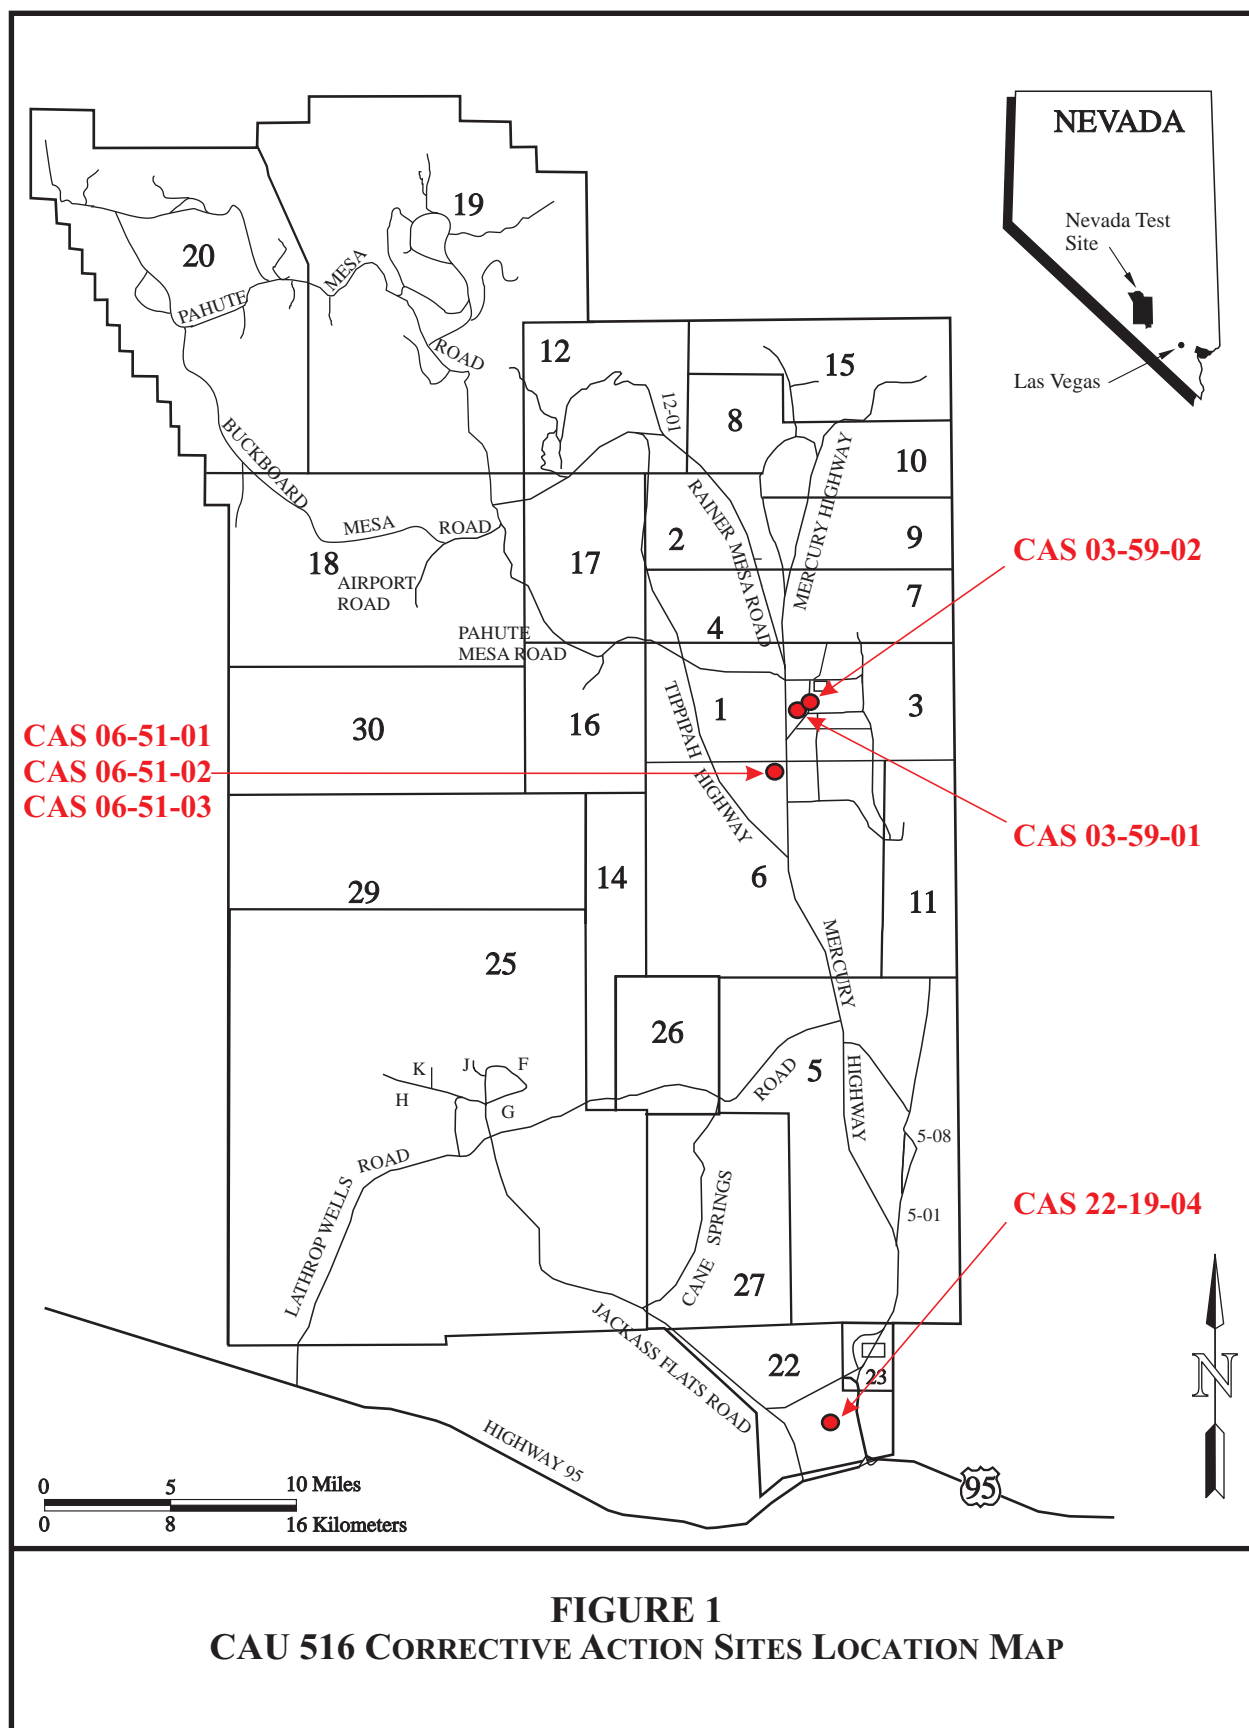 NEVADA
Nevada Test
Site
Las Vegas
19
20
PAHUTE
MESA
ROAD
12
15
12-01
8
10
BUCKBOARD
MESA
ROAD
RAINER MESA ROAD
MERCURY HIGHWAY
2
9
CAS 03-59-02
18
AIRPORT
ROAD
17
7
4
PAHUTE
MESA ROAD
30
16
TIPPIPAH
HIGHWAY
1
3
CAS 06-51-01
CAS 06-51-02
CAS 06-51-03
CAS 03-59-01
29
14
6
11
25
MERCURY
HIGHWAY
26
5
ROAD
K
J
F
H
G
5-08
LATHROP WELLS
ROAD
CANE
SPRINGS
5-01
CAS 22-19-04
27
JACKASS FLATS ROAD
22
23
N
HIGHWAY 95
95
0
5
10 Miles
0
8
16 Kilometers
FIGURE 1
CAU 516 CORRECTIVE ACTION SITES LOCATION MAP